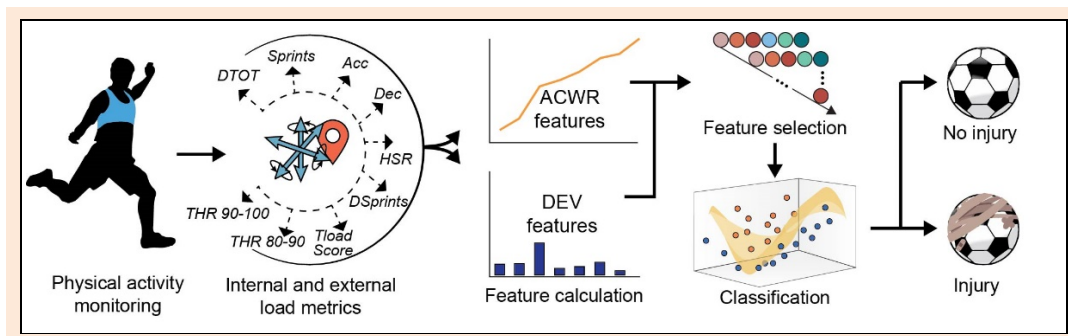 Sprints
DTOT
Acc
Dec
HSR
DSprints
Tload
Score
THR 80-90
THR 90-100
Physical activity
monitoring
Internal and external
load metrics
ACWR
features
DEV
features
Feature calculation
Feature selection
Classification
No injury
Injury